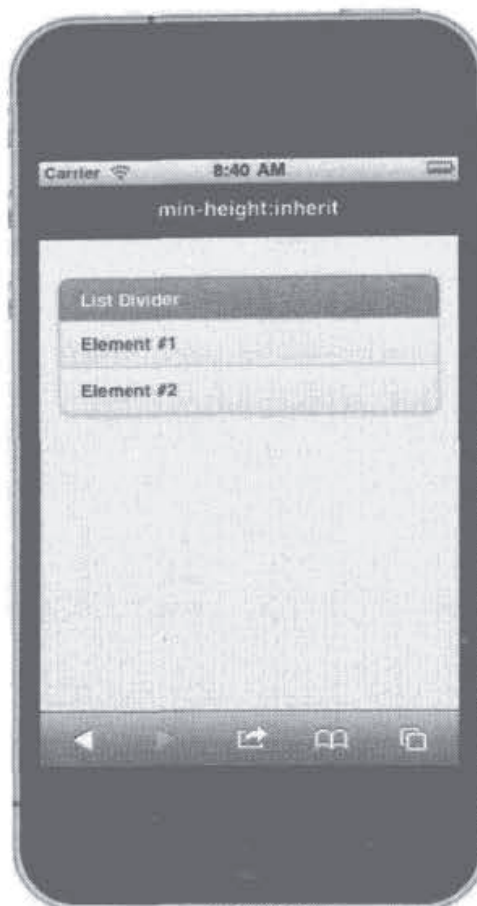 Carrier 8:40 AM
min-height:inherit
List Divider
Element #1
Element #2